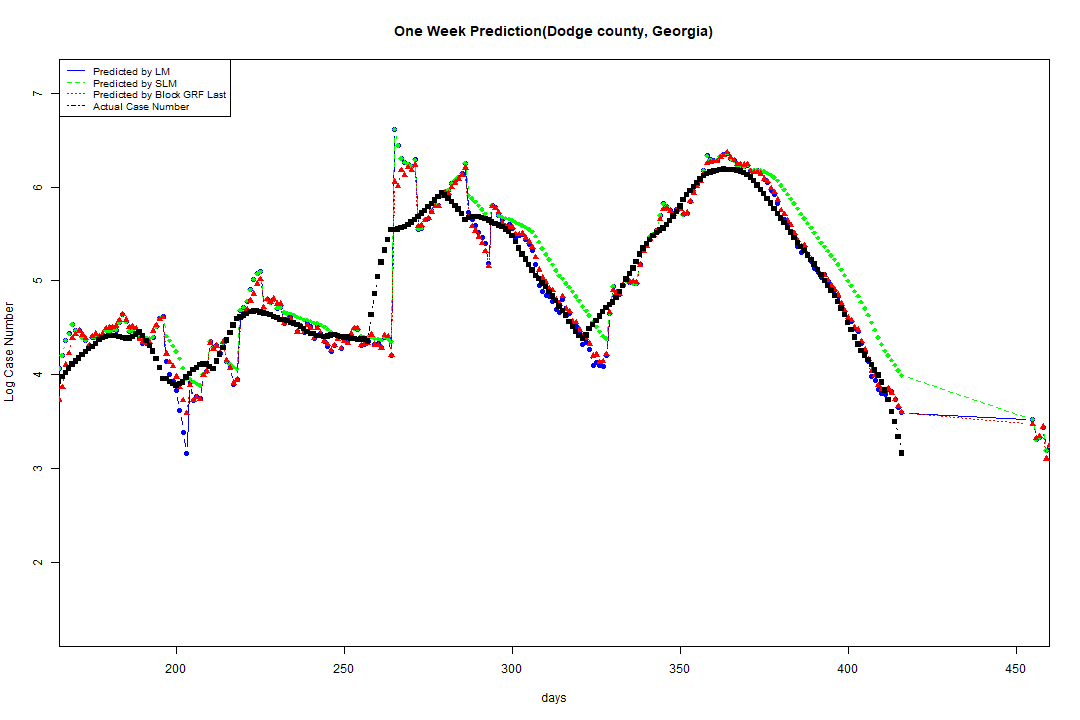 One Week Prediction(Dodge county, Georgia)
Predicted by LM
Predicted by SLM
Predicted by Block GRF Last
Actual Case Number
7
6
5
4
3
2
Log Case Number
200 250 300 350 400 450
days